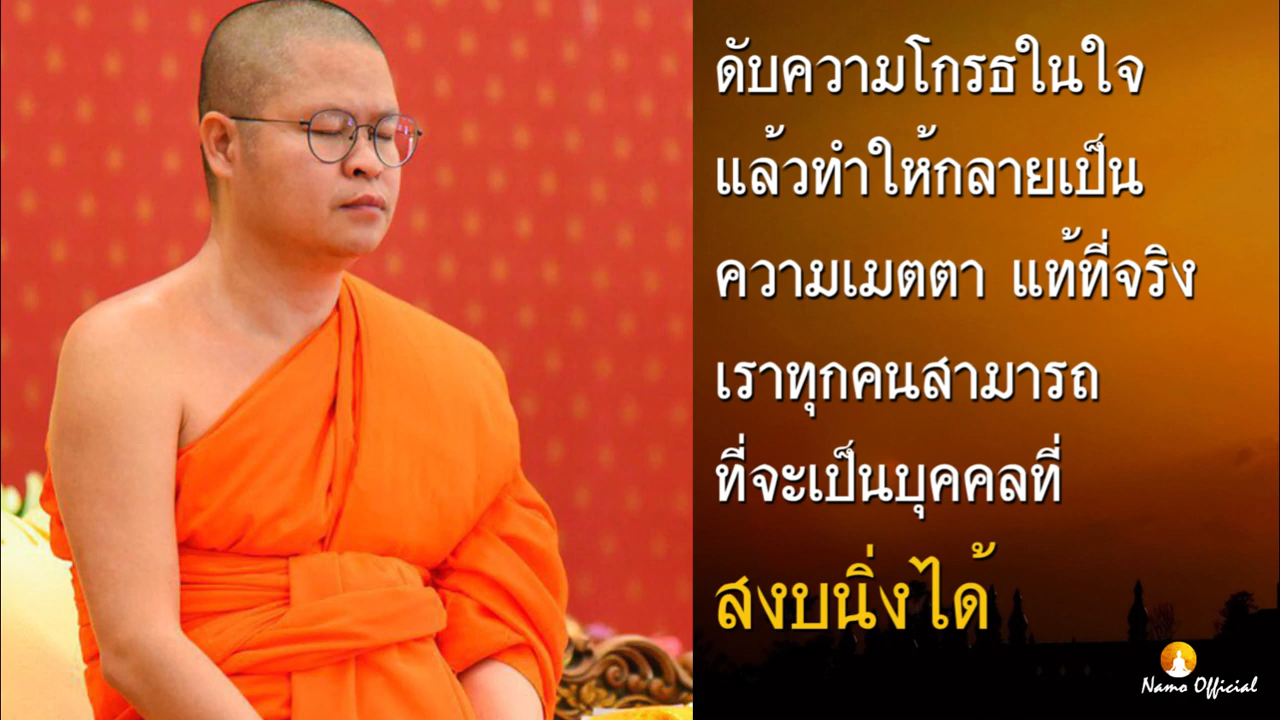 ดับความโกรธในใจ
แล้วทำให้กลายเป็น
ความเมตตา แท้ที่จริง
เราทุกคนสามารถ
ที่จะเป็นบุคคลที่
สงบนิ่งได้
Namo Official